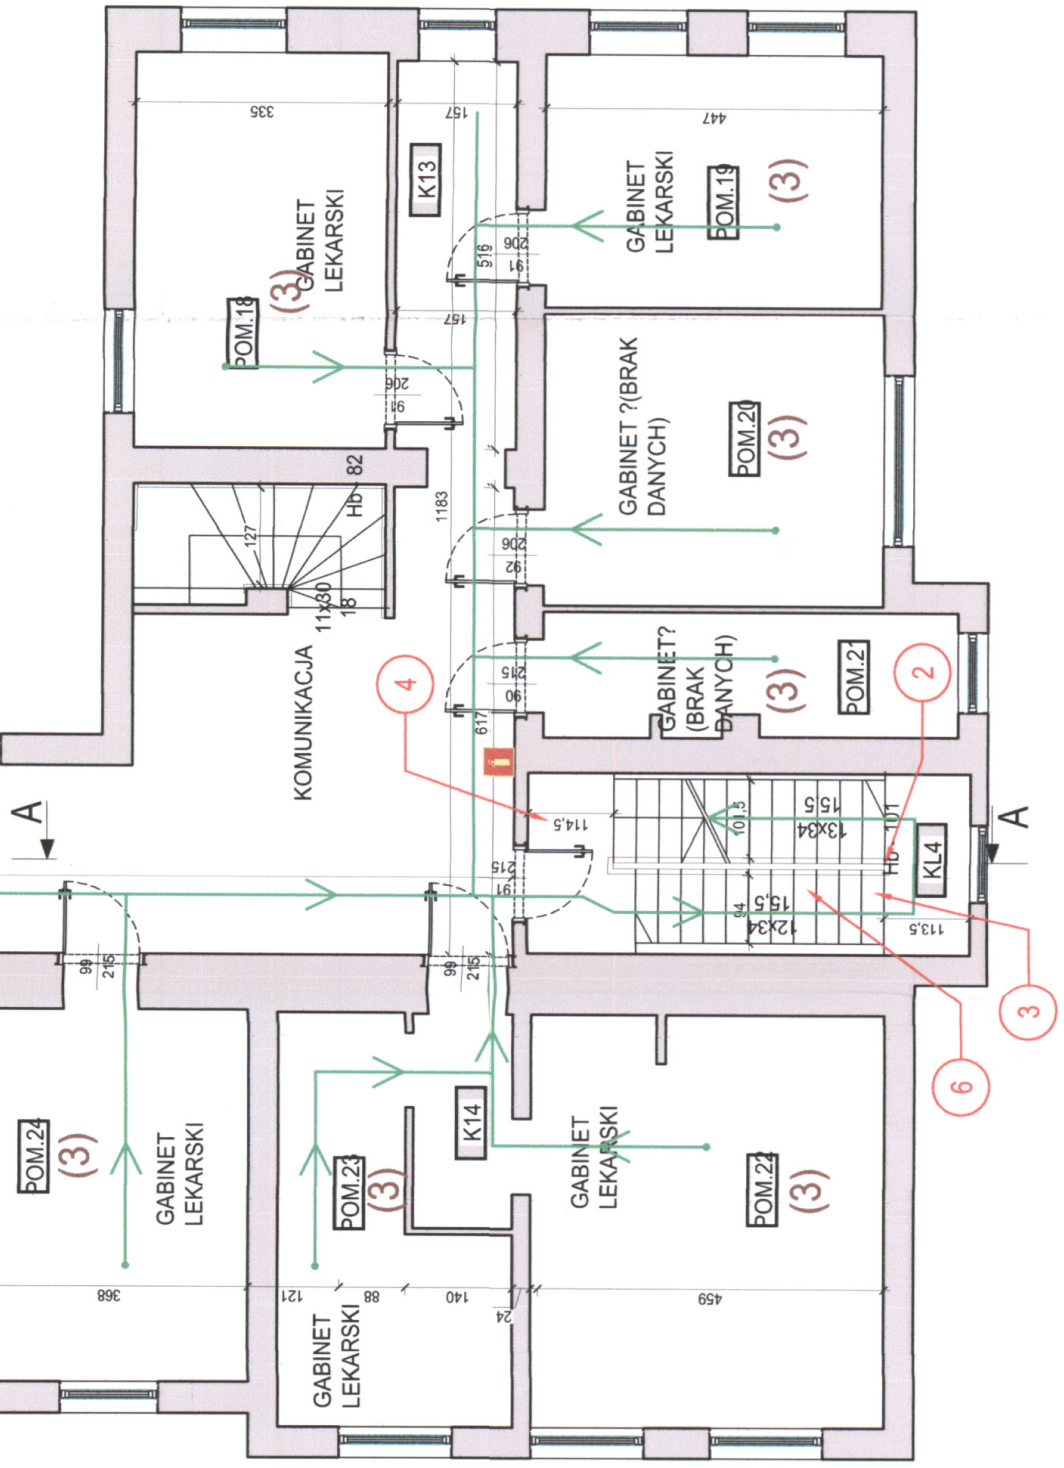 335
157
447
K13
GABINET
LEKARSKI
POM.18
(3)
GABINET
LEKARSKI
POM.19
(3)
516
206
91
157
206
91
GABINET ?(BRAK
DANYCH)
POM.20
(3)
Hb 82
127
11x30
18
1183
206
92
KOMUNIKACJA
GABINET?
(BRAK
DANYCH)
POM.21
(3)
215
90
617
4
2
A
A
114,5
215
91
101,5
15,5
13x34
Hb 101
KL4
94
15,5
12x34
113,5
99
215
99
215
3
6
POM.24
(3)
GABINET
LEKARSKI
POM.23
(3)
K14
GABINET
LEKARSKI
POM.22
(3)
368
121
88
140
24
459
GABINET
LEKARSKI